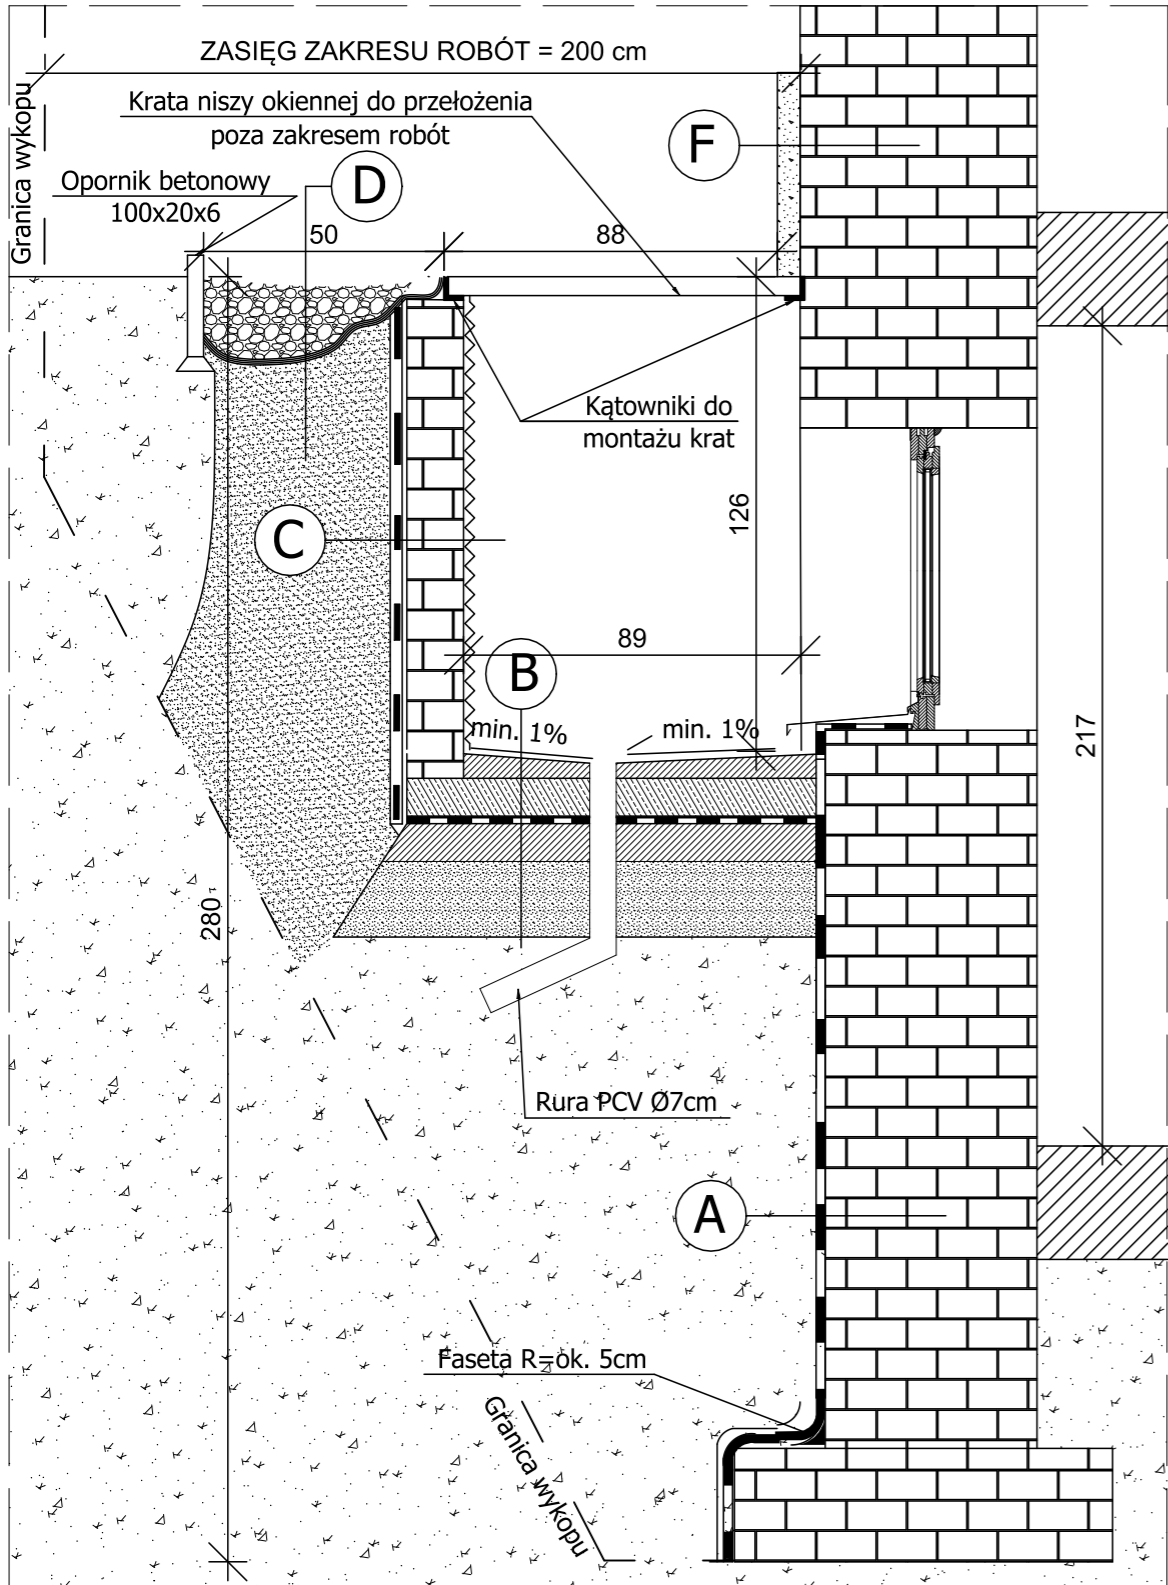 ZASIĘG ZAKRESU ROBÓT = 200 cm
Granica wykopu
Krata niszy okiennej do przełożenia
poza zakresem robót
F
D
Opornik betonowy
100x20x6
50
88
Kątowniki do
montażu krat
126
C
89
B
min. 1%
min. 1%
217
280
Rura PCV Ø7cm
A
Faseta R=ok. 5cm
Granica wykopu